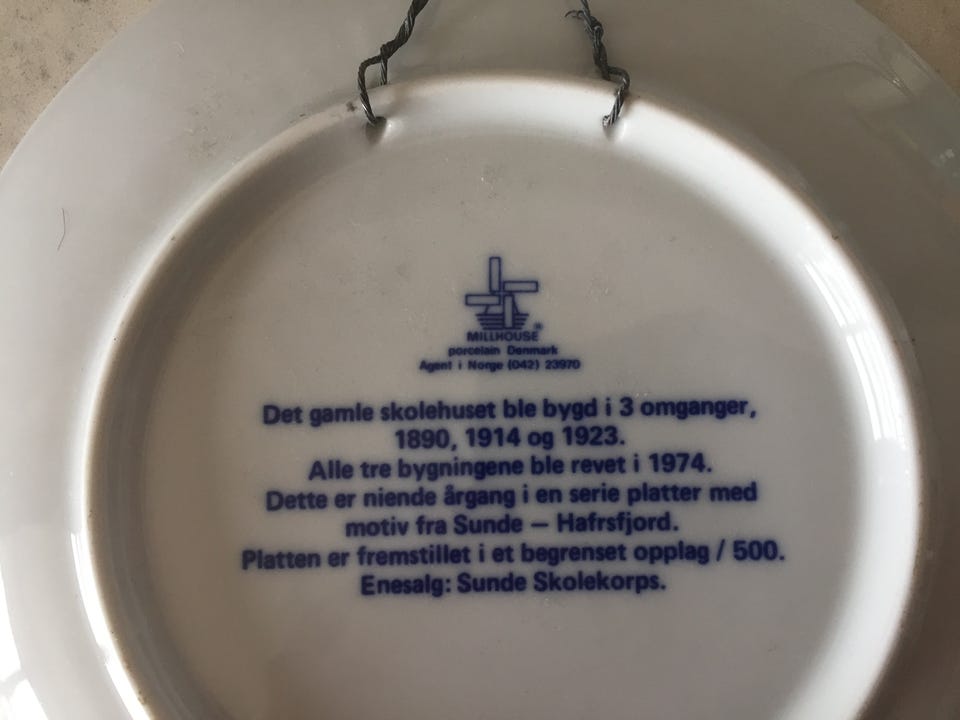 MILLHOUSE ®
porcelain Denmark
Agent i Norge (042) 23970
Det gamle skolehuset ble bygd i 3 omganger,
1890, 1914 og 1923.
Alle tre bygningene ble revet i 1974.
Dette er niende årgang i en serie platter med
motiv fra Sunde – Hafrsfjord.
Platten er fremstillet i et begrenset opplag / 500.
Enesalg: Sunde Skolekorps.